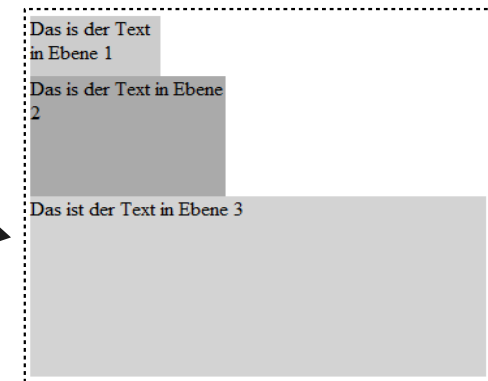 Das is der Text
in Ebene 1
Das is der Text in Ebene
2
Das ist der Text in Ebene 3